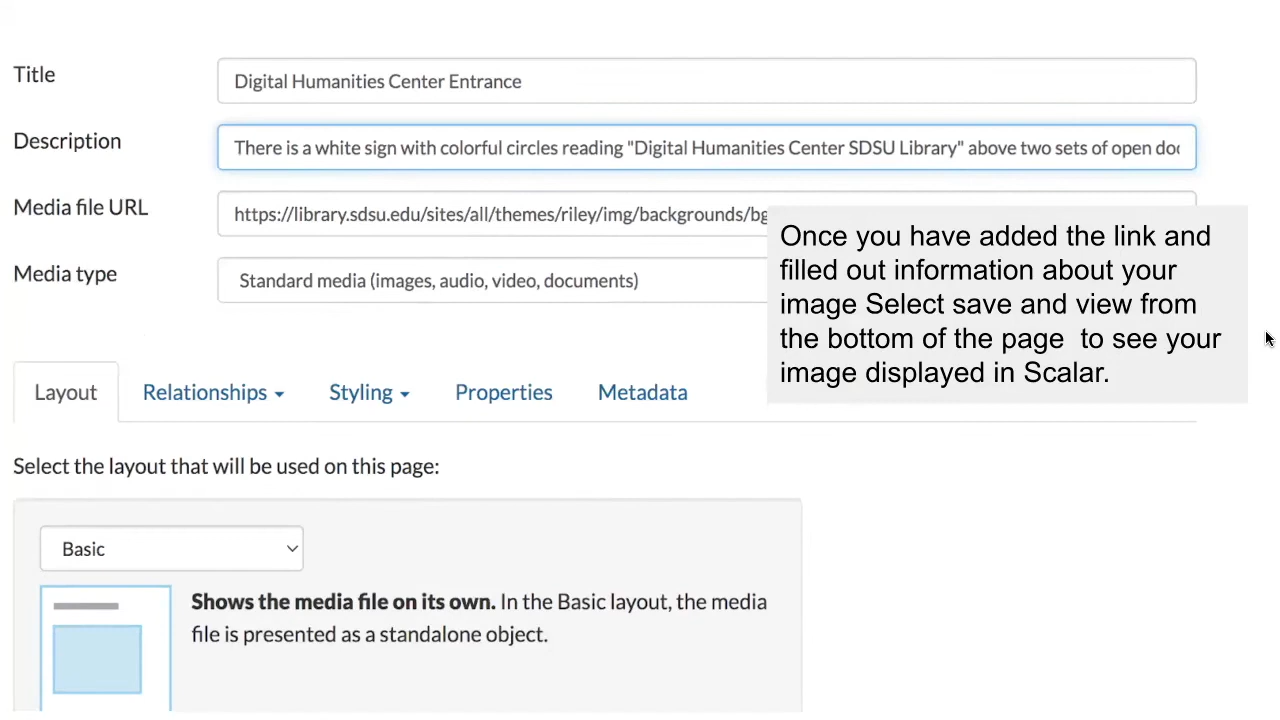 Title
Digital Humanities Center Entrance
Description
There is a white sign with colorful circles reading "Digital Humanities Center SDSU Library" above two sets of open
Media file URL
https://library.sdsu.edu/sites/all/themes/riley/img/backgrounds/bg
Media type
Standard media (images, audio, video, documents)
Once you have added the link and
filled out information about your
image Select save and view from
the bottom of the page to see your
image displayed in Scalar.
Layout
Relationships
Styling
Properties
Metadata
Select the layout that will be used on this page:
Basic
Shows the media file on its own. In the Basic layout, the media
file is presented as a standalone object.